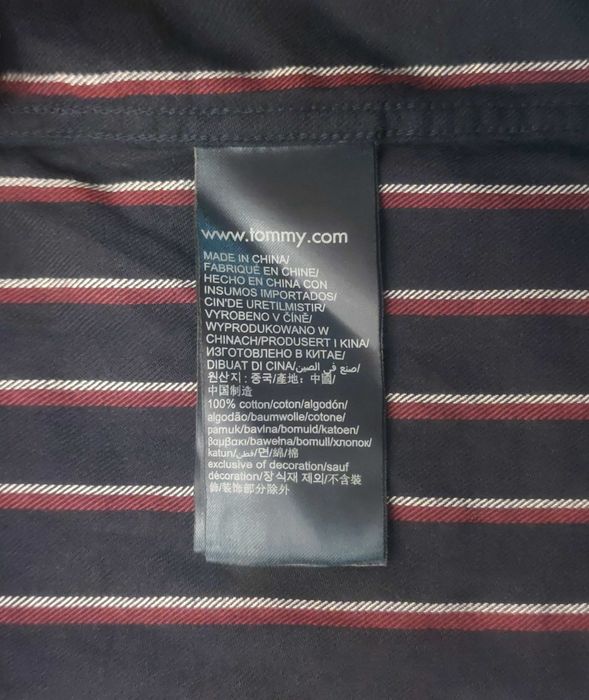 www.tommy.com
MADE IN CHINA/
FABRIQUÉ EN CHINE/
HECHO EN CHINA CON
INSUMOS IMPORTADOS/
CIN'DE URETILMISTIR/
VYROBENO V ČÍNĚ/
WYPRODUKOWANO W
CHINACH/PRODUSERT I KINA/
ИЗГОТОВЛЕНО В КИТАЕ/
DIBUAT DI CINA/صنع في الصين/
원산지 : 중국/產地：中國/
中国制造
100% cotton/coton/algodón/
algodão/baumwolle/cotone/
pamuk/bavlna/bomuld/katoen/
βαμβακι/bawełna/bomull/хлопок/
katun/قطن/면/綿/棉
exclusive of decoration/sauf
décoration/장식재 제외/不含裝
飾/装饰部分除外